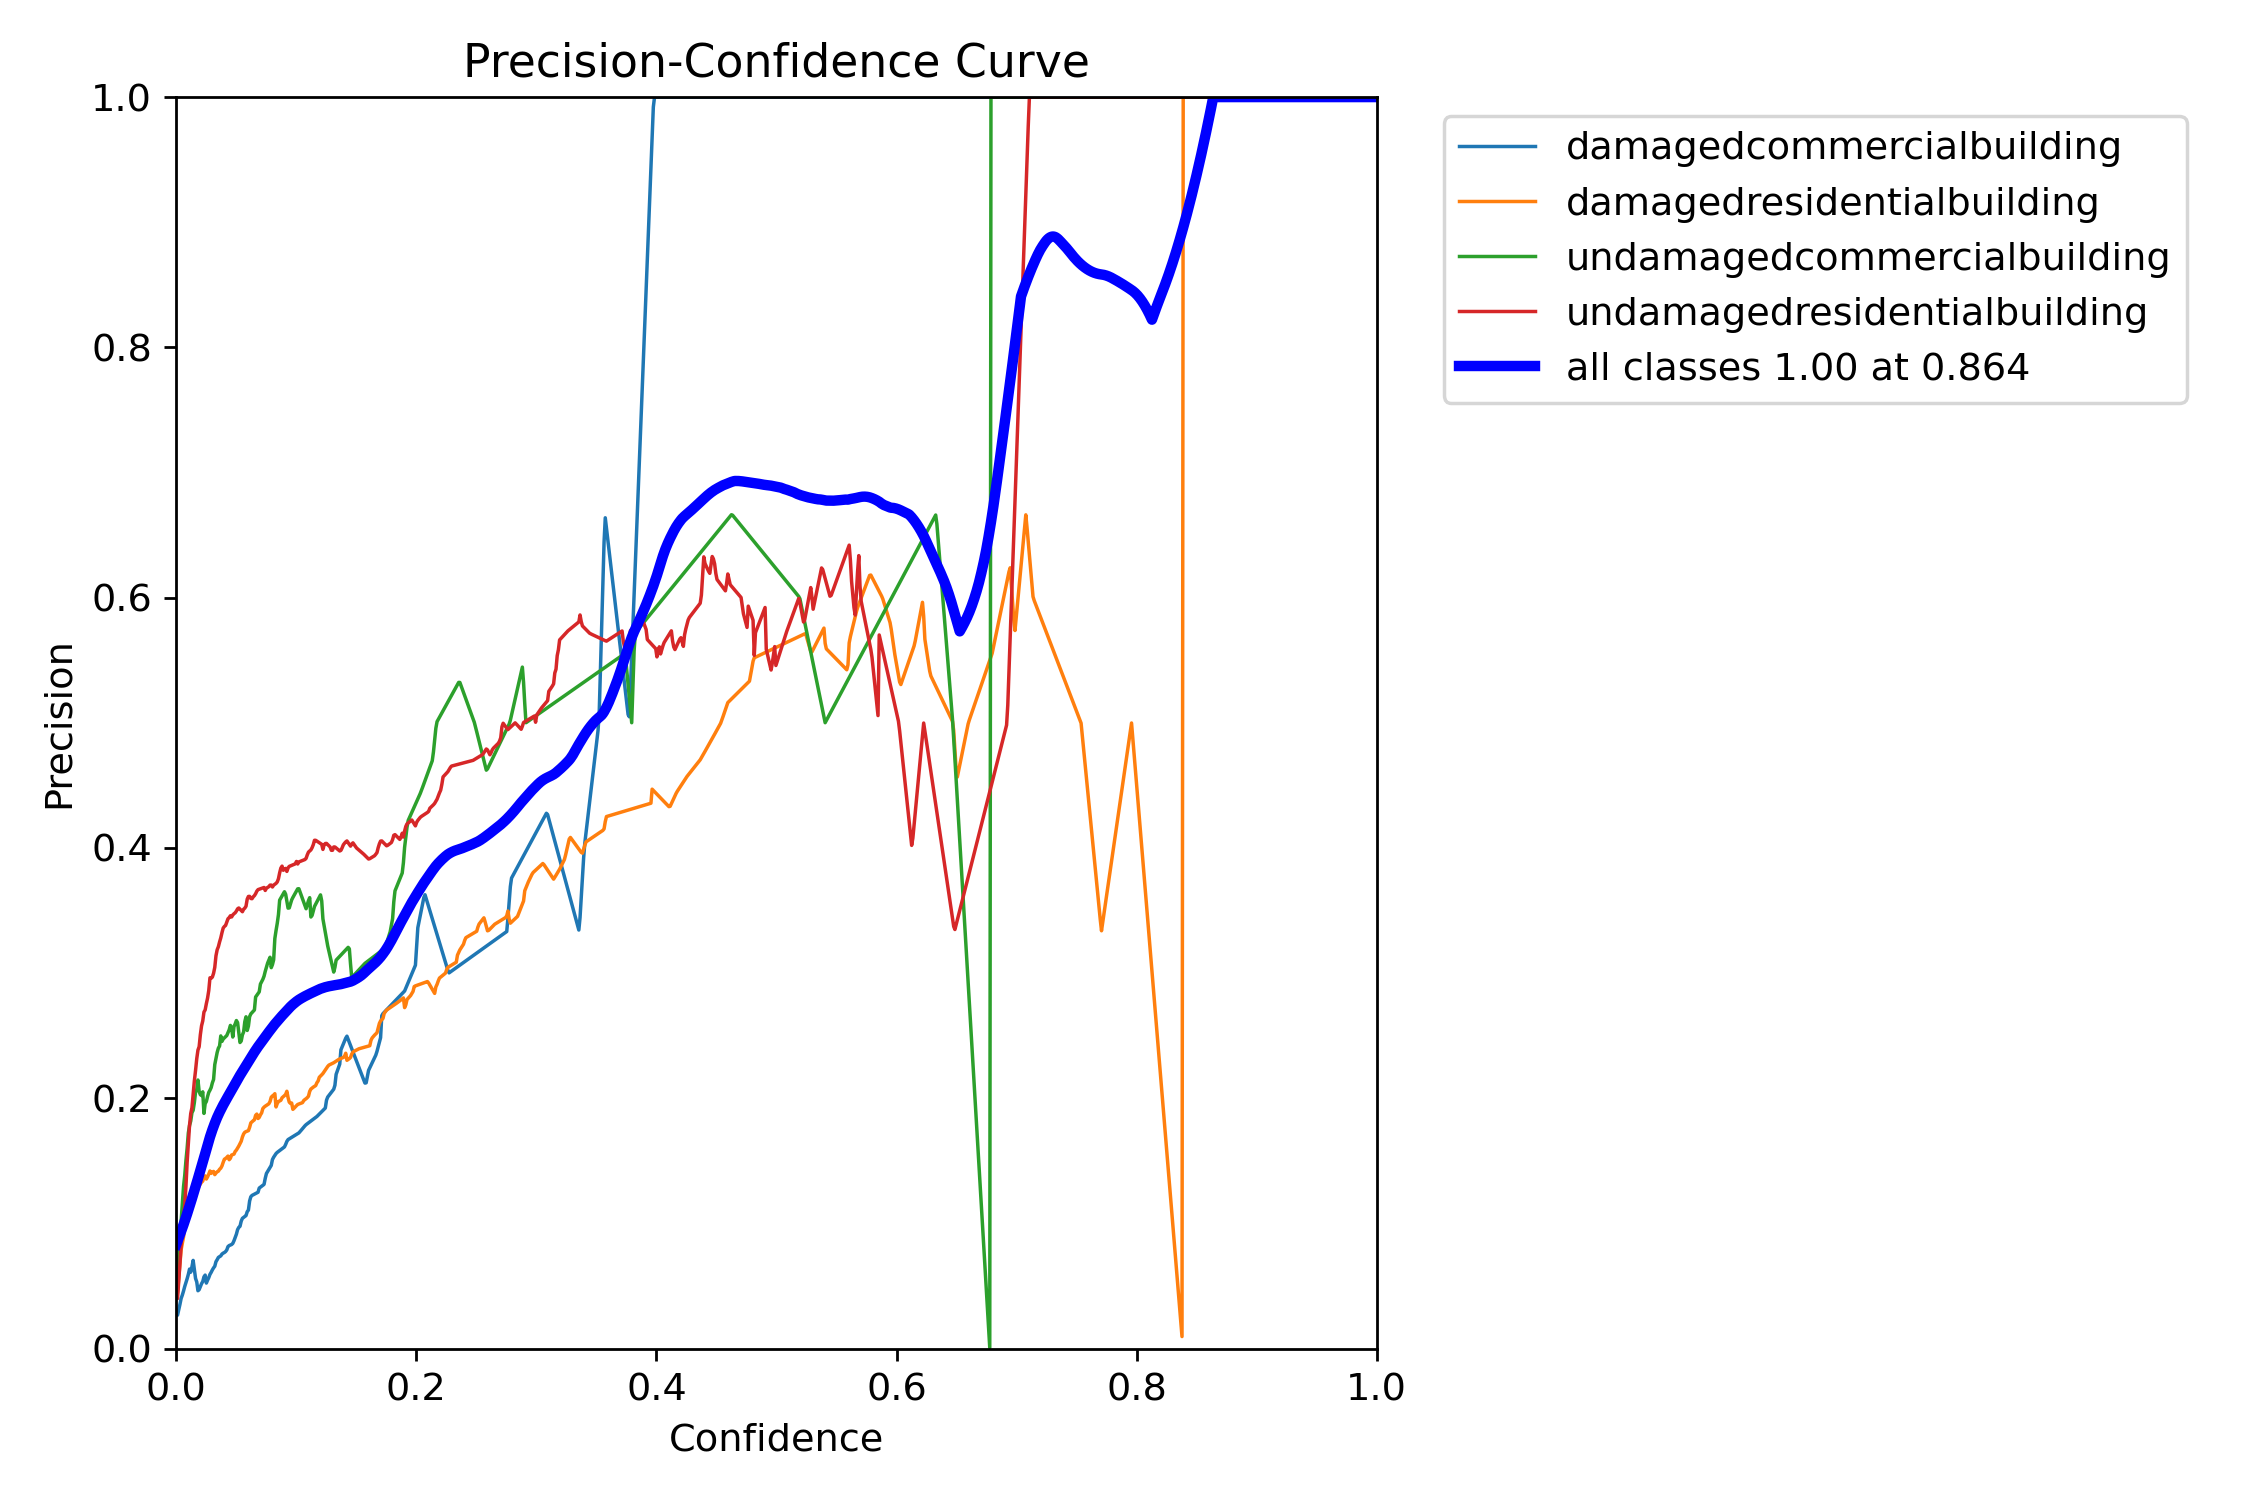 Precision-Confidence Curve
1.0
0.8
0.6
0.4
0.2
0.0
Precision
0.0 0.2 0.4 0.6 0.8 1.0
Confidence
damagedcommercialbuilding
damagedresidentialbuilding
undamagedcommercialbuilding
undamagedresidentialbuilding
all classes 1.00 at 0.864